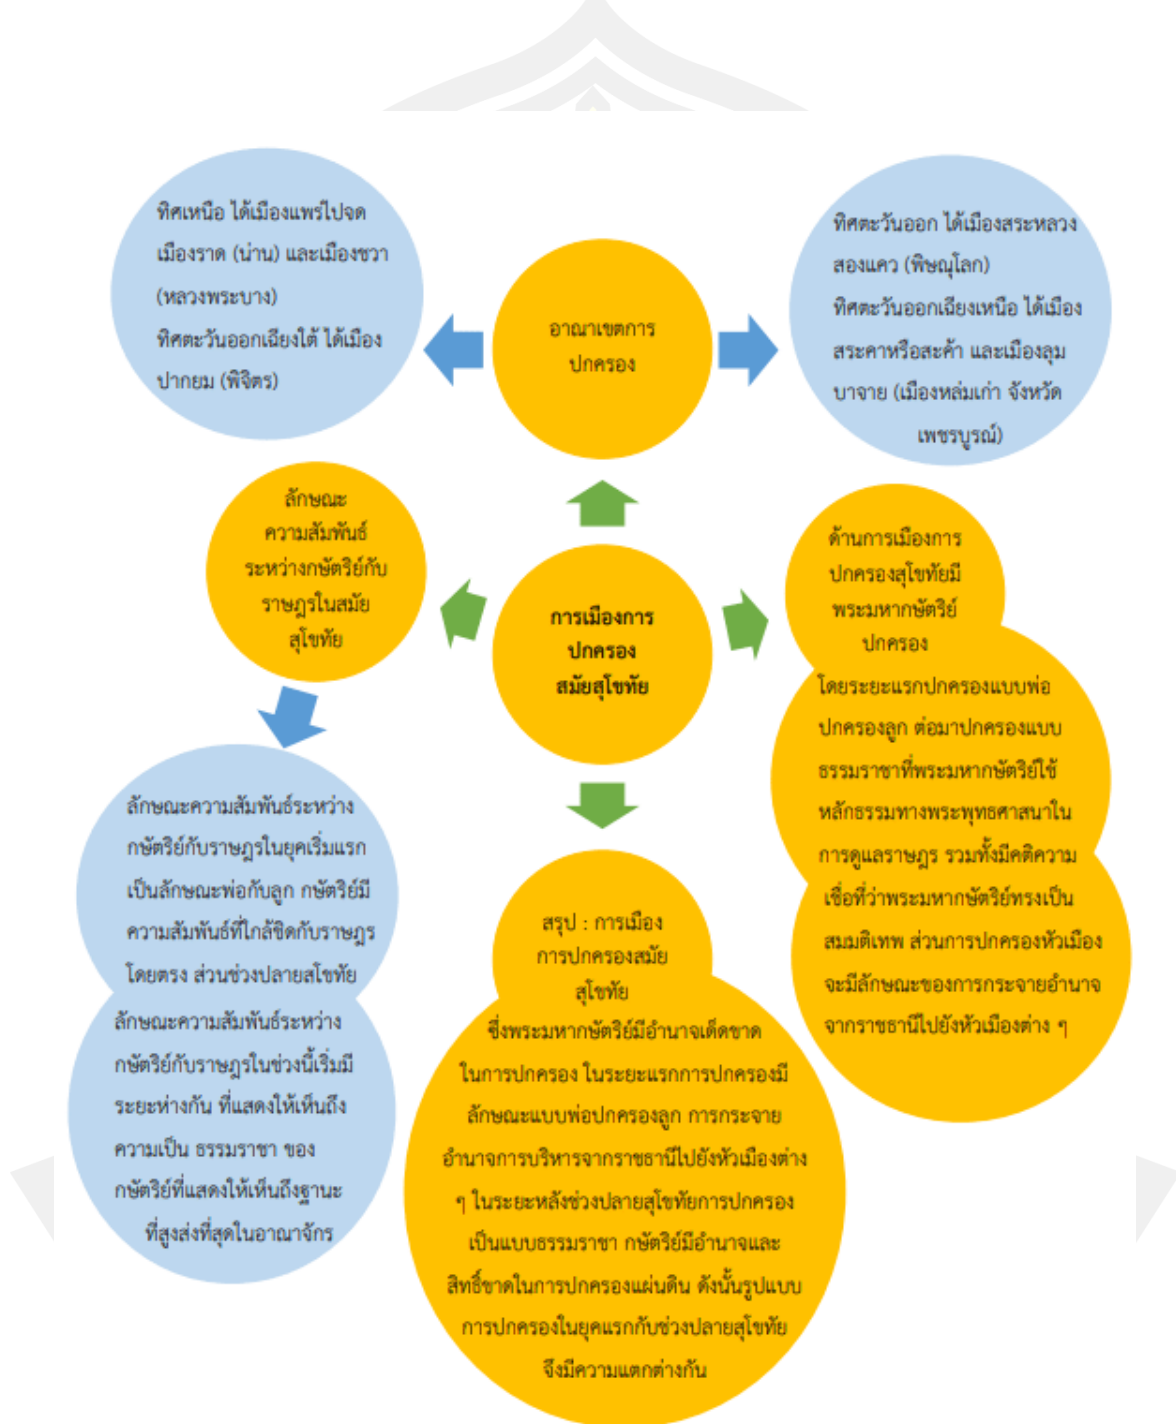 ทิศเหนือ ได้เมืองแพร่ไปจด
เมืองราด (น่าน) และเมืองชวา
(หลวงพระบาง)
ทิศตะวันออกเฉียงใต้ ได้เมือง
ปากยม (พิจิตร)
อาณาเขตการ
ปกครอง
ทิศตะวันออก ได้เมืองสระหลวง
สองแคว (พิษณุโลก)
ทิศตะวันออกเฉียงเหนือ ได้เมือง
สระคาหรือสะค้า และเมืองลุม
บาจาย (เมืองหล่มเก่า จังหวัด
เพชรบูรณ์)
ลักษณะ
ความสัมพันธ์
ระหว่างกษัตริย์กับ
ราษฎรในสมัย
สุโขทัย
การเมืองการ
ปกครอง
สมัยสุโขทัย
ด้านการเมืองการ
ปกครองสุโขทัยมี
พระมหากษัตริย์
ปกครอง
โดยระยะแรกปกครองแบบพ่อ
ปกครองลูก ต่อมาปกครองแบบ
ธรรมราชาที่พระมหากษัตริย์ใช้
หลักธรรมทางพระพุทธศาสนาใน
การดูแลราษฎร รวมทั้งมีคติความ
เชื่อที่ว่าพระมหากษัตริย์ทรงเป็น
สมมติเทพ ส่วนการปกครองหัวเมือง
จะมีลักษณะของการกระจายอำนาจ
จากราชธานีไปยังหัวเมืองต่าง ๆ
ลักษณะความสัมพันธ์ระหว่าง
กษัตริย์กับราษฎรในยุคเริ่มแรก
เป็นลักษณะพ่อกับลูก กษัตริย์มี
ความสัมพันธ์ที่ใกล้ชิดกับราษฎร
โดยตรง ส่วนช่วงปลายสโขทัย
ลักษณะความสัมพันธ์ระหว่าง
กษัตริย์กับราษฎรในช่วงนี้เริ่มมี
ระยะห่างกัน ที่แสดงให้เห็นถึง
ความเป็น ธรรมราชา ของ
กษัตริย์ที่แสดงให้เห็นถึงฐานะ
ที่สูงส่งที่สุดในอาณาจักร
สรุป : การเมือง
การปกครองสมัย
สุโขทัย
ซึ่งพระมหากษัตริย์มีอำนาจเด็ดขาด
ในการปกครอง ในระยะแรกการปกครองมี
ลักษณะแบบพ่อปกครองลูก การกระจาย
อำนาจการบริหารจากราชธานีไปยังหัวเมืองต่าง
ๆ ในระยะหลังช่วงปลายสุโขทัยการปกครอง
เป็นแบบธรรมราชา กษัตริย์มีอำนาจและ
สิทธิ์ขาดในการปกครองแผ่นดิน ดังนั้นรูปแบบ
การปกครองในยุคแรกกับช่วงปลายสุโขทัย
จึงมีความแตกต่างกัน